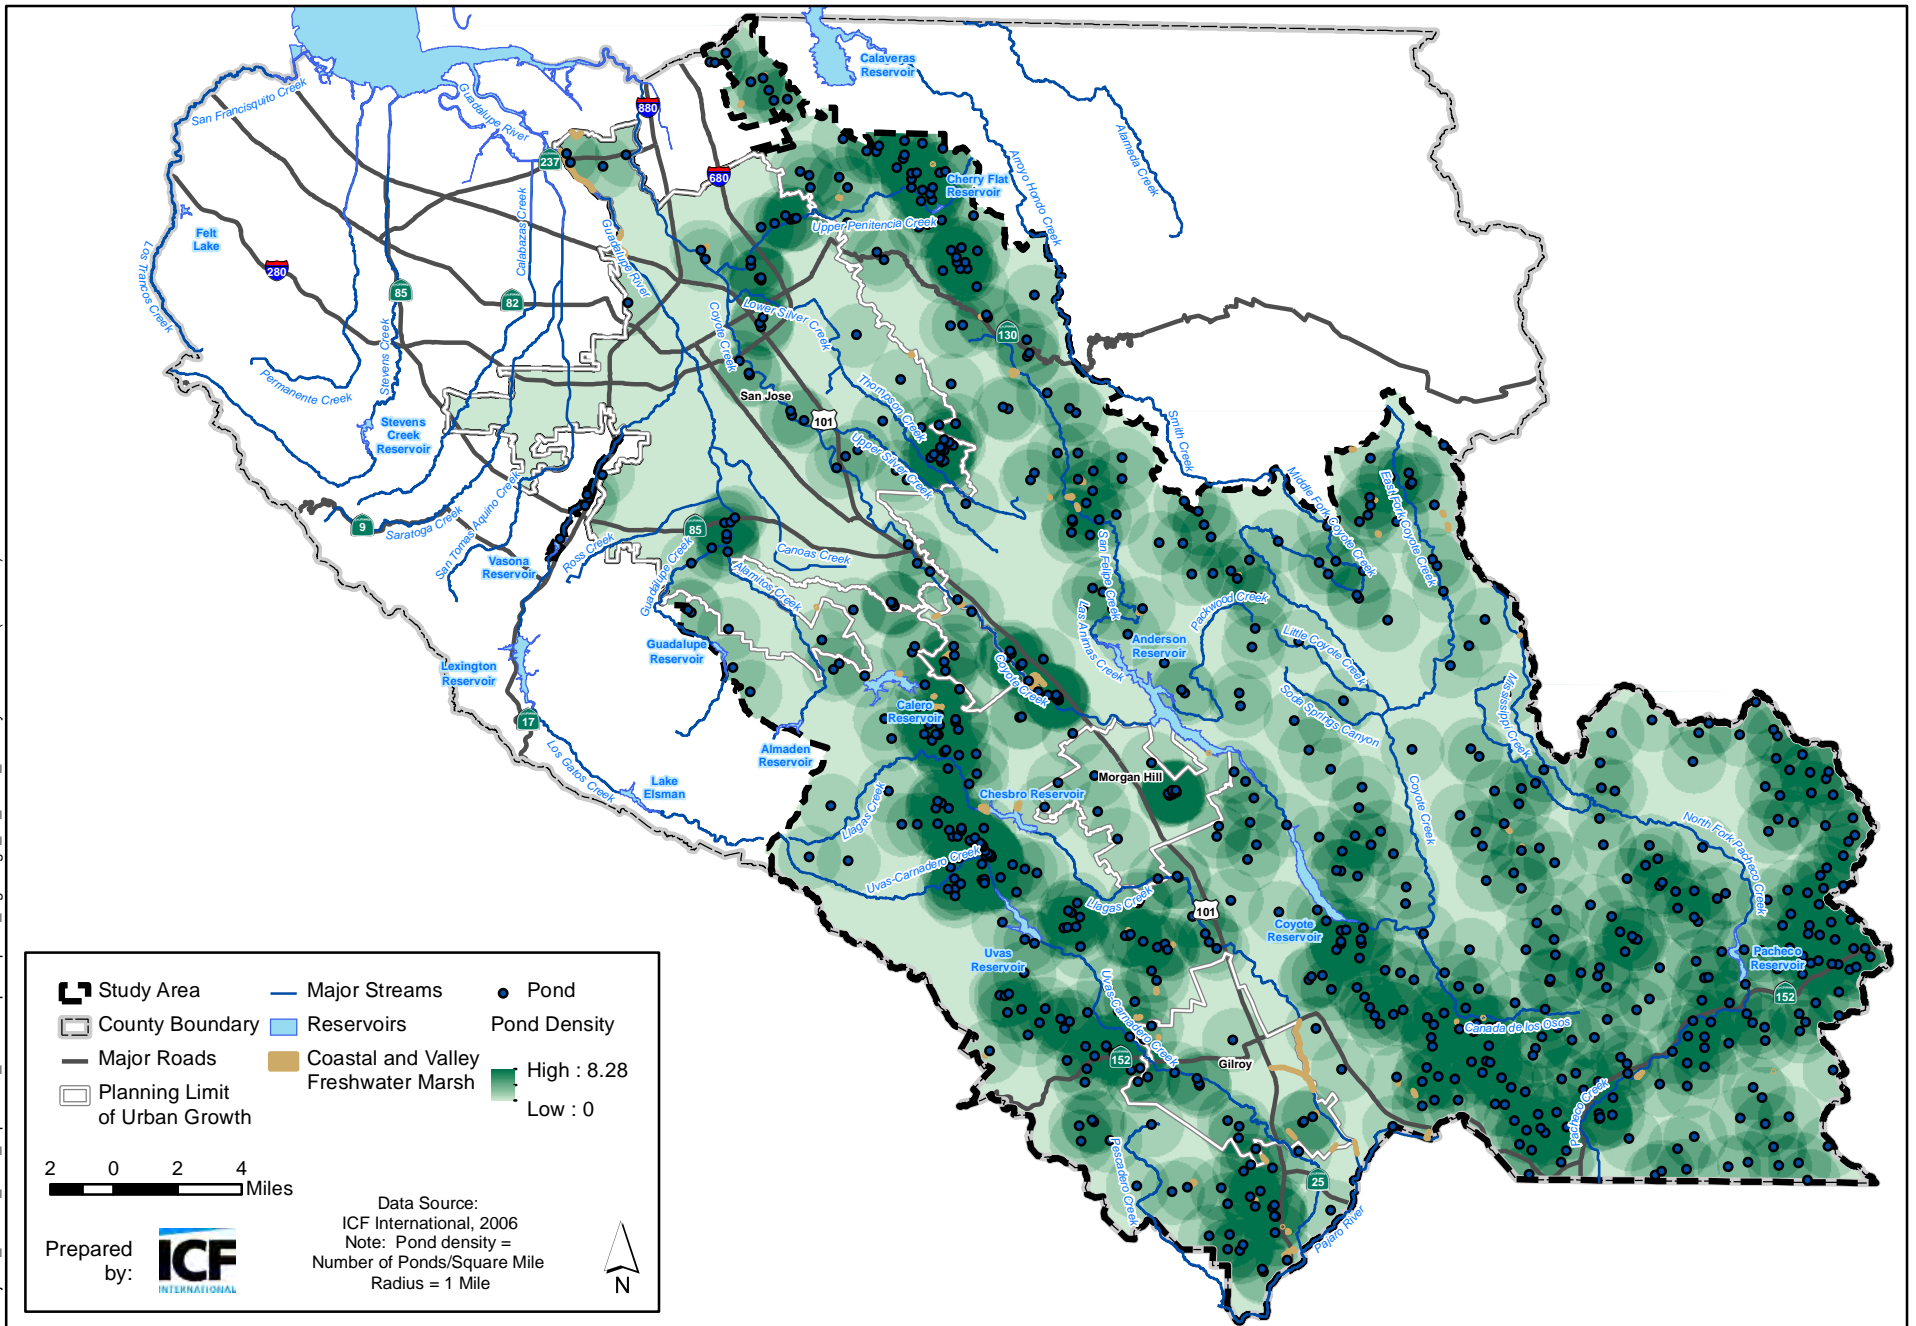 Calaveras
Reservoir
San Francisquito Creek
Guadalupe River
880
237
680
Alameda Creek
Arroyo Hondo Creek
Cherry Flat
Reservoir
Upper Penitencia Creek
Felt
Lake
Los Trancos Creek
280
Calabazas Creek
Guadalupe River
85
82
Stevens Creek
Permanente Creek
Coyote Creek
Lower Silver Creek
130
San Jose
101
Thompson Creek
Upper Silver Creek
Smith Creek
Stevens
Creek
Reservoir
9
Saratoga Creek
San Tomas Aquino Creek
Vasona
Reservoir
Ross Creek
85
Guadalupe Creek
Canoas Creek
Alamitos Creek
San Felipe Creek
Las Animas Creek
Middle Fork Coyote Creek
East Fork Coyote Creek
Packwood Creek
Little Coyote Creek
Anderson
Reservoir
Guadalupe
Reservoir
Lexington
Reservoir
17
Los Gatos Creek
Lake
Elsman
Almaden
Reservoir
Calero
Reservoir
Coyote Creek
Soda Springs Canyon
Mississippi Creek
Morgan Hill
Chesbro Reservoir
Llagas Creek
Uvas-Carnadero Creek
Coyote Creek
North Fork Pacheco Creek
Llagas Creek
101
Coyote
Reservoir
Uvas
Reservoir
Pacheco
Reservoir
152
Uvas-Carnadero Creek
Canada de los Osos
152
Gilroy
Pacheco Creek
Pescadero Creek
25
Pajaro River
Study Area
County Boundary
Major Roads
Planning Limit
of Urban Growth
Major Streams
Reservoirs
Coastal and Valley
Freshwater Marsh
Pond
Pond Density
High : 8.28
Low : 0
2 0 2 4
Miles
Data Source:
ICF International, 2006
Note: Pond density =
Number of Ponds/Square Mile
Radius = 1 Mile
Prepared
by:
ICF
INTERNATIONAL
N